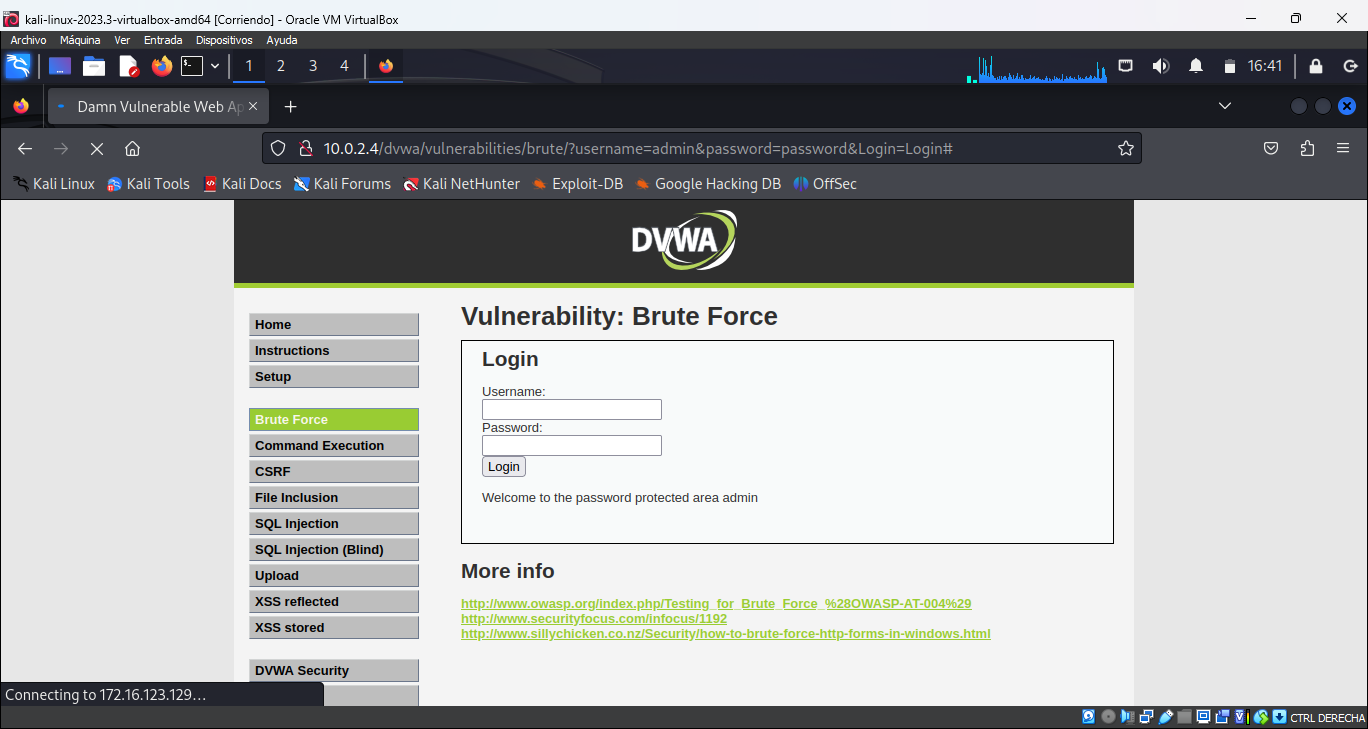 kali-linux-2023.3-virtualbox-amd64 [Corriendo] - Oracle VM VirtualBox
Archivo Máquina Ver Entrada Dispositivos Ayuda
1 2 3 4 16:41
Damn Vulnerable Web Ap
10.0.2.4/dvwa/vulnerabilities/brute/?username=admin&password=password&Login=Login#
Kali Linux Kali Tools Kali Docs Kali Forums Kali NetHunter Exploit-DB Google Hacking DB OffSec
DVWA
Home
Instructions
Setup
Brute Force
Command Execution
CSRF
File Inclusion
SQL Injection
SQL Injection (Blind)
Upload
XSS reflected
XSS stored
DVWA Security
Vulnerability: Brute Force
Login
Username:
Password:
Login
Welcome to the password protected area admin
More info
http://www.owasp.org/index.php/Testing_for_Brute_Force_%28OWASP-AT-004%29
http://www.securityfocus.com/infocus/1192
http://www.sillychicken.co.nz/Security/how-to-brute-force-http-forms-in-windows.html
Connecting to 172.16.123.129…
CTRL DERECHA